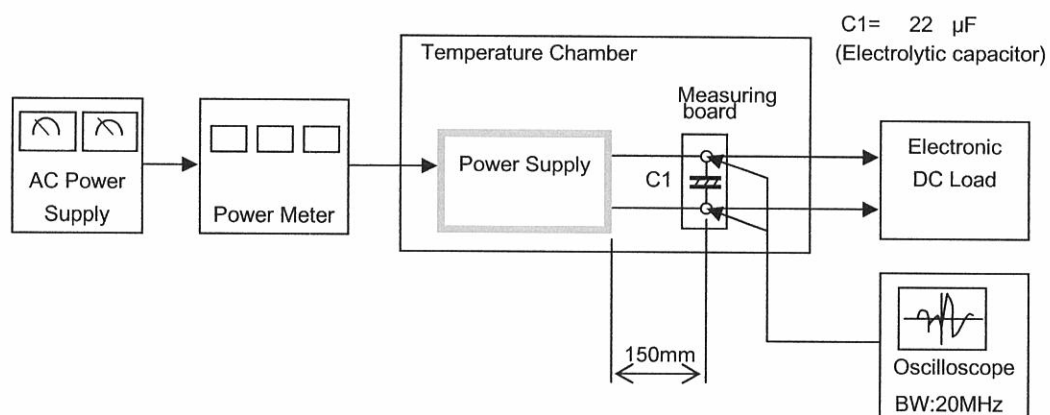 C1= 22 µF
(Electrolytic capacitor)
Temperature Chamber
Measuring
board
AC Power
Supply
Power Meter
Power Supply
C1
Electronic
DC Load
150mm
Oscilloscope
BW:20MHz